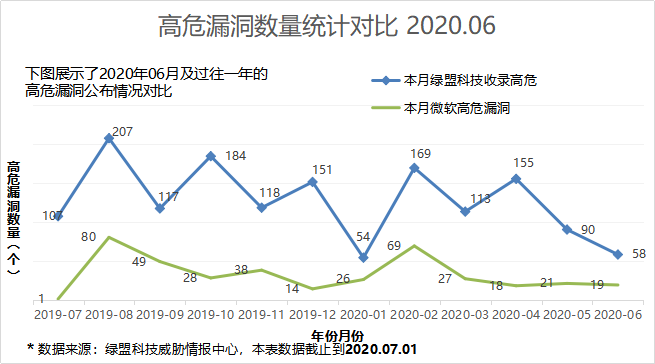 高危漏洞数量统计对比 2020.06
下图展示了2020年06月及过往一年的
高危漏洞公布情况对比
本月绿盟科技收录高危
本月微软高危漏洞
高危漏洞数量（个）
107 207 117 184 118 151 54 169 113 155 90 58
1 80 49 28 38 14 26 69 27 18 21 19
2019-07 2019-08 2019-09 2019-10 2019-11 2019-12 2020-01 2020-02 2020-03 2020-04 2020-05 2020-06
年份月份
* 数据来源：绿盟科技威胁情报中心，本表数据截止到2020.07.01